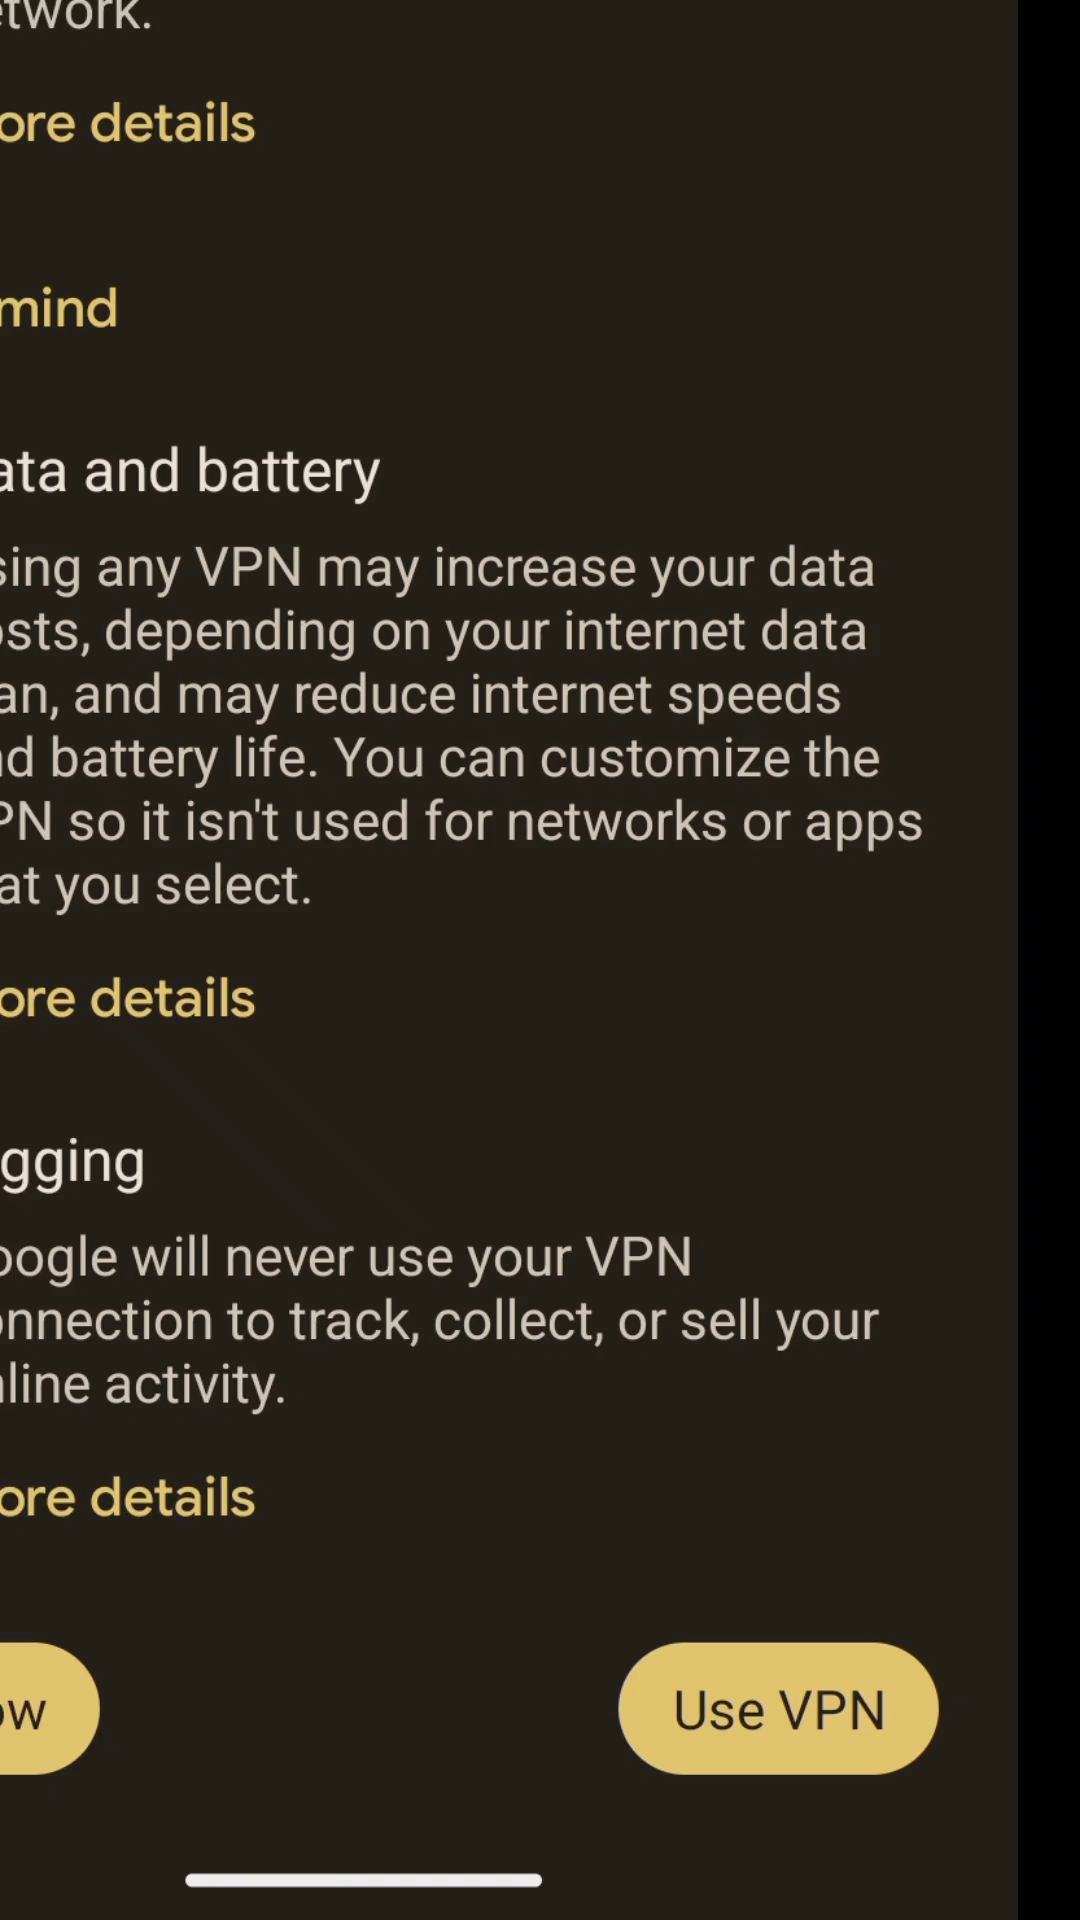 etwork.
ore details
mind
ata and battery
sing any VPN may increase your data
osts, depending on your internet data
an, and may reduce internet speeds
nd battery life. You can customize the
PN so it isn't used for networks or apps
at you select.
ore details
gging
oogle will never use your VPN
onnection to track, collect, or sell your
nline activity.
ore details
ow
Use VPN